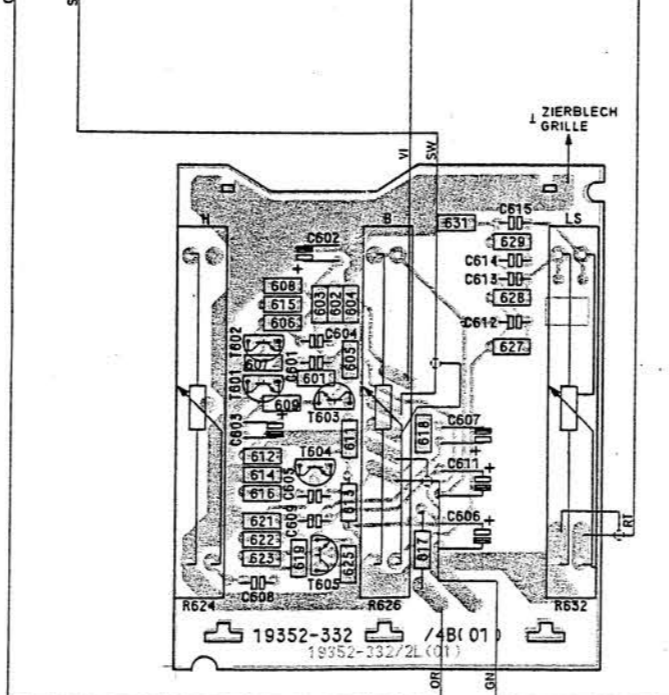 ⊥ ZIERBLECH
GRILLE
VI
SW
H
B
LS
C615
631
C602
629
C614
C613
608
603
602
604
615
628
606
C604
C612
T602
607
605
627
C601
601
T601
609
T603
C603
C607
611
618
612
T604
C611
614
C605
616
613
C609
621
C606
622
623
619
625
617
T605
C608
RT
R624
R626
R632
19352-332 /4B(01)
19352-332/2L(01)
OR
GN